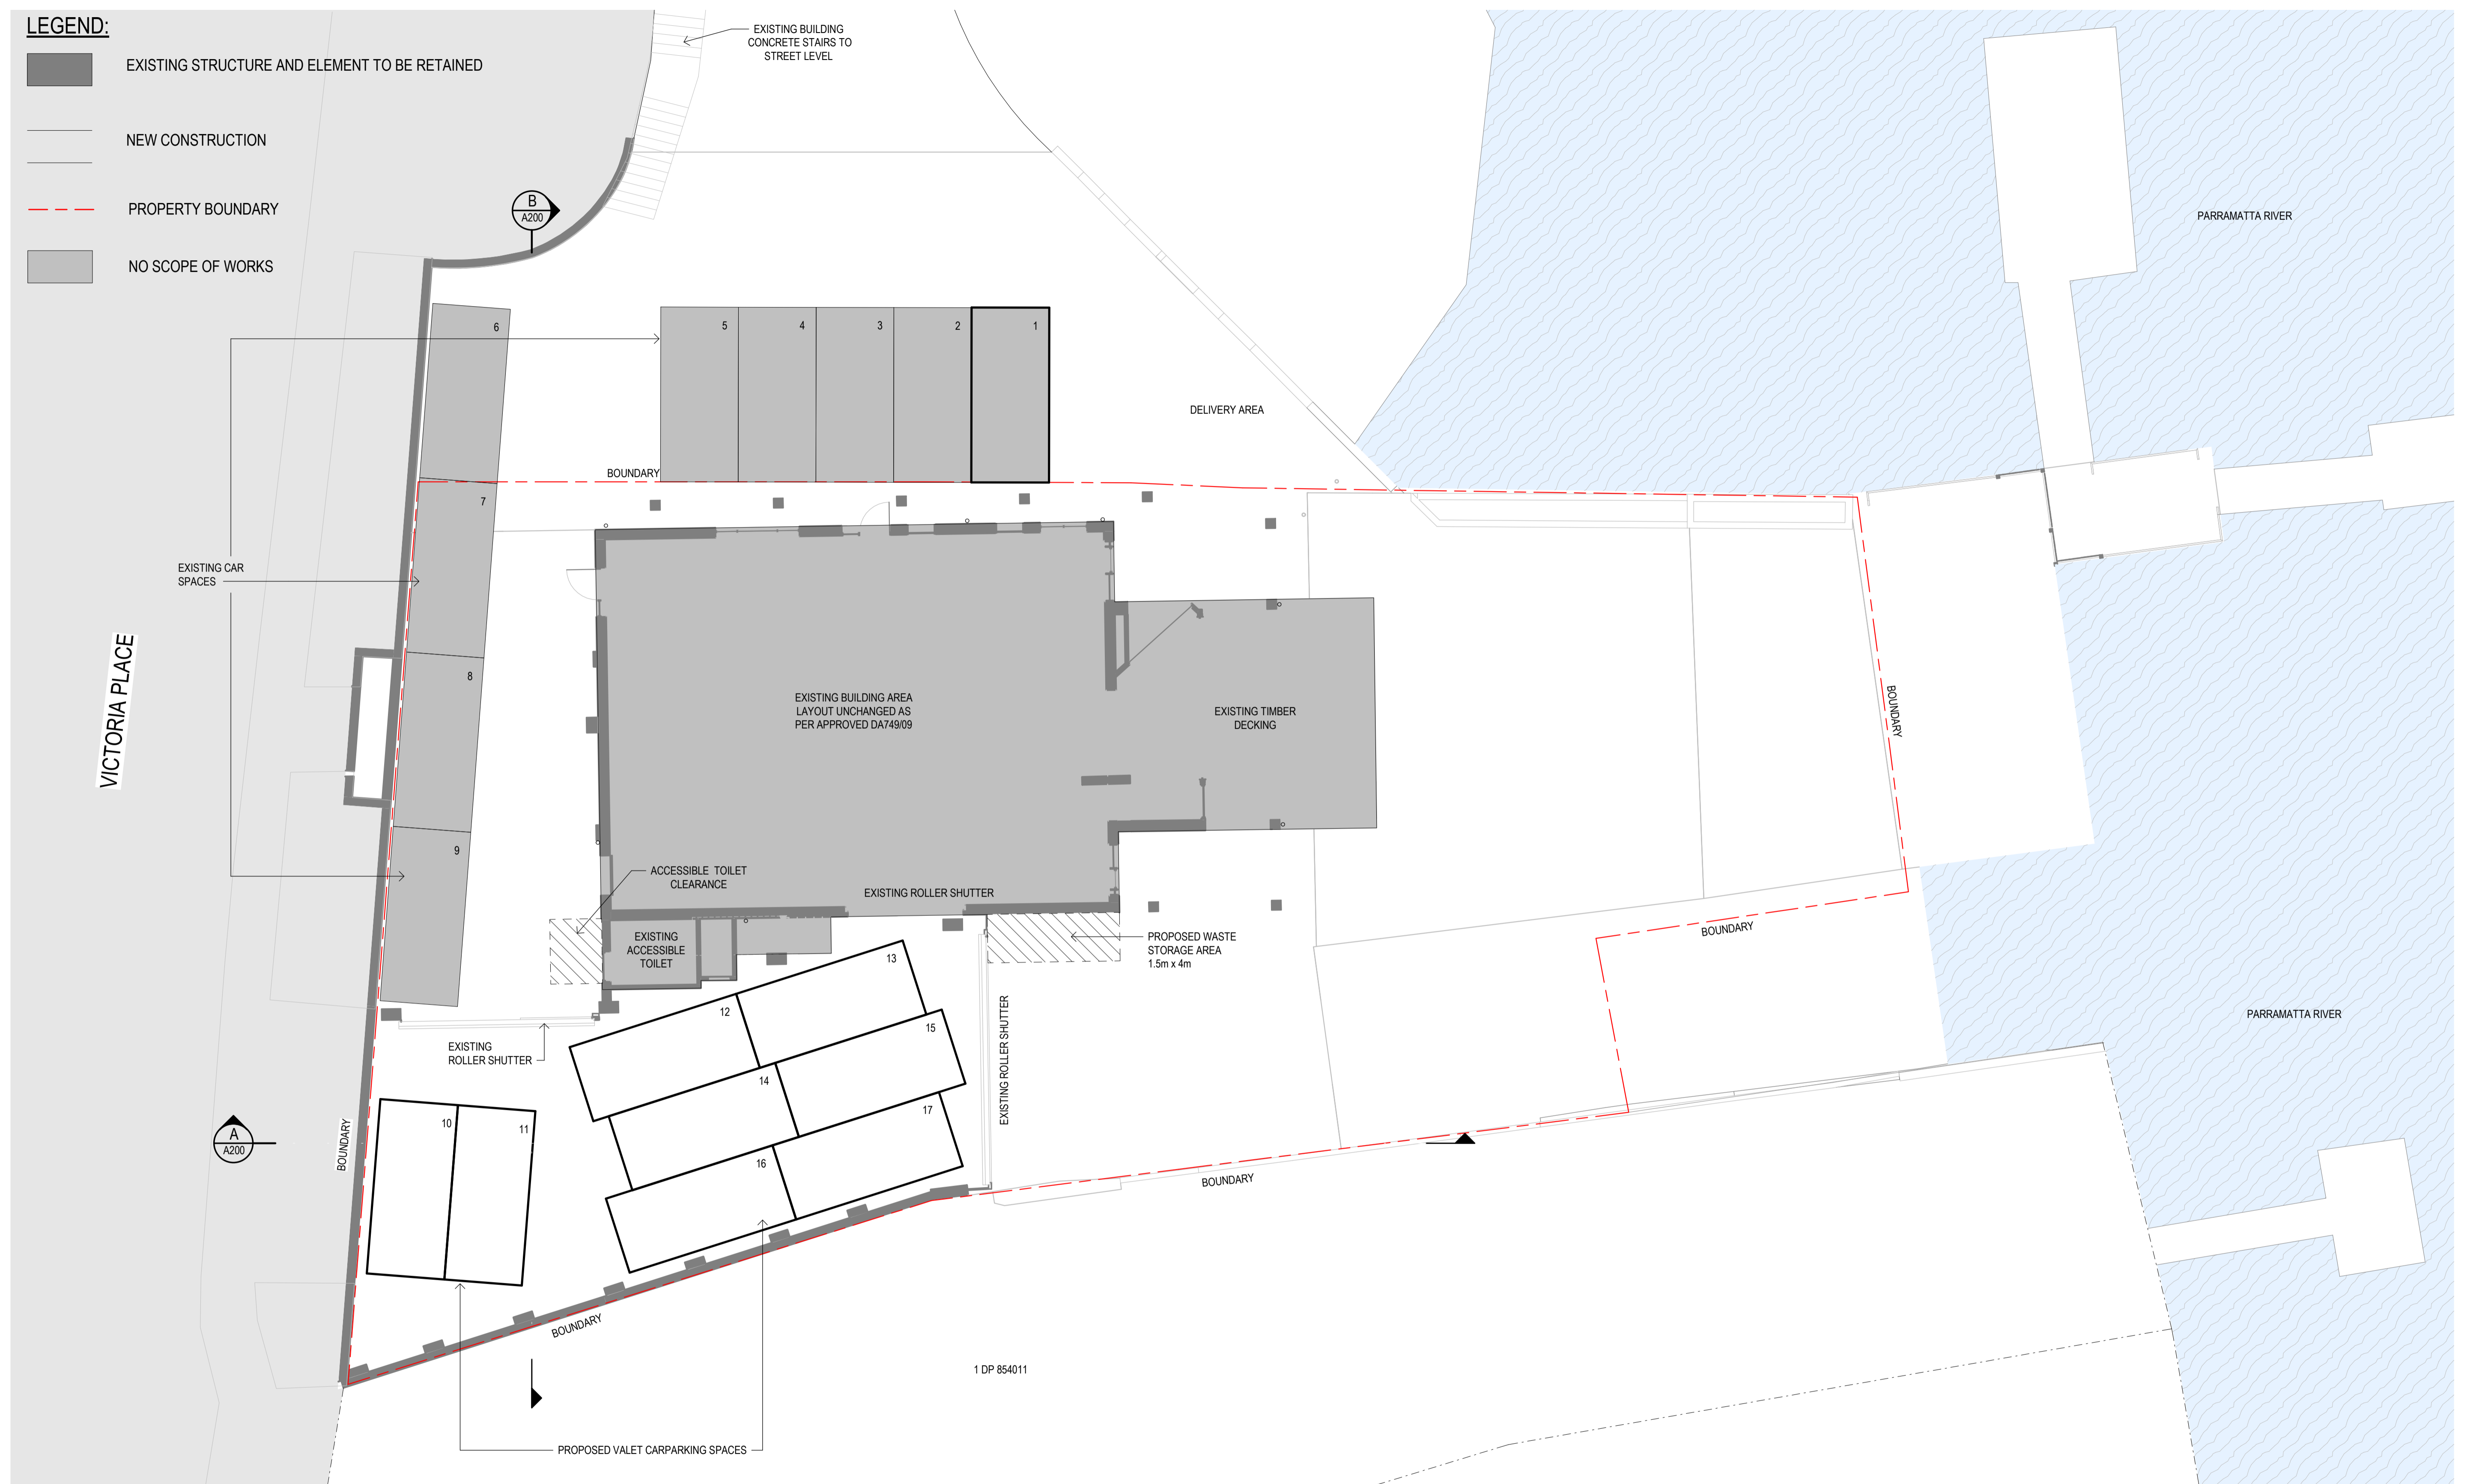 LEGEND:
EXISTING STRUCTURE AND ELEMENT TO BE RETAINED
NEW CONSTRUCTION
PROPERTY BOUNDARY
NO SCOPE OF WORKS
EXISTING BUILDING
CONCRETE STAIRS TO
STREET LEVEL
B
A200
PARRAMATTA RIVER
6
5
4
3
2
1
DELIVERY AREA
BOUNDARY
7
EXISTING CAR
SPACES
VICTORIA PLACE
8
EXISTING BUILDING AREA
LAYOUT UNCHANGED AS
PER APPROVED DA749/09
EXISTING TIMBER
DECKING
BOUNDARY
9
ACCESSIBLE TOILET
CLEARANCE
EXISTING ROLLER SHUTTER
EXISTING
ACCESSIBLE
TOILET
PROPOSED WASTE
STORAGE AREA
1.5m x 4m
BOUNDARY
13
12
15
EXISTING
ROLLER SHUTTER
EXISTING ROLLER SHUTTER
PARRAMATTA RIVER
14
17
10
11
A
A200
BOUNDARY
16
BOUNDARY
BOUNDARY
1 DP 854011
PROPOSED VALET CARPARKING SPACES